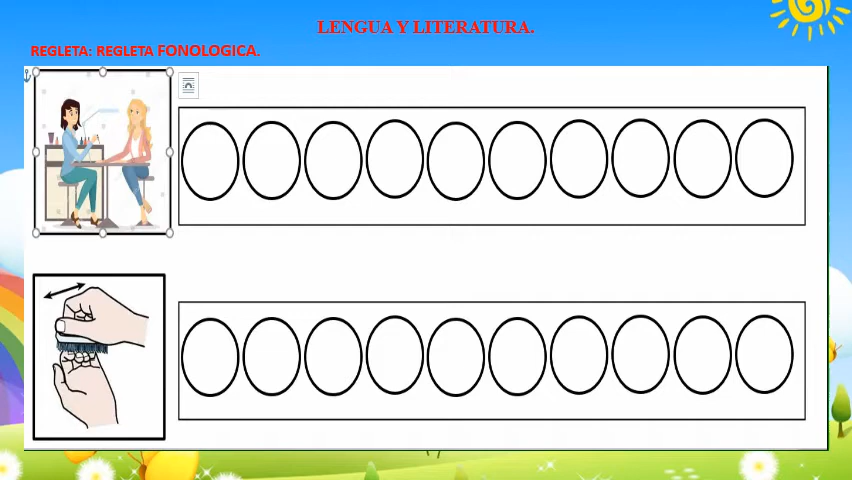 LENGUA Y LITERATURA.
REGLETA: REGLETA FONOLOGICA.